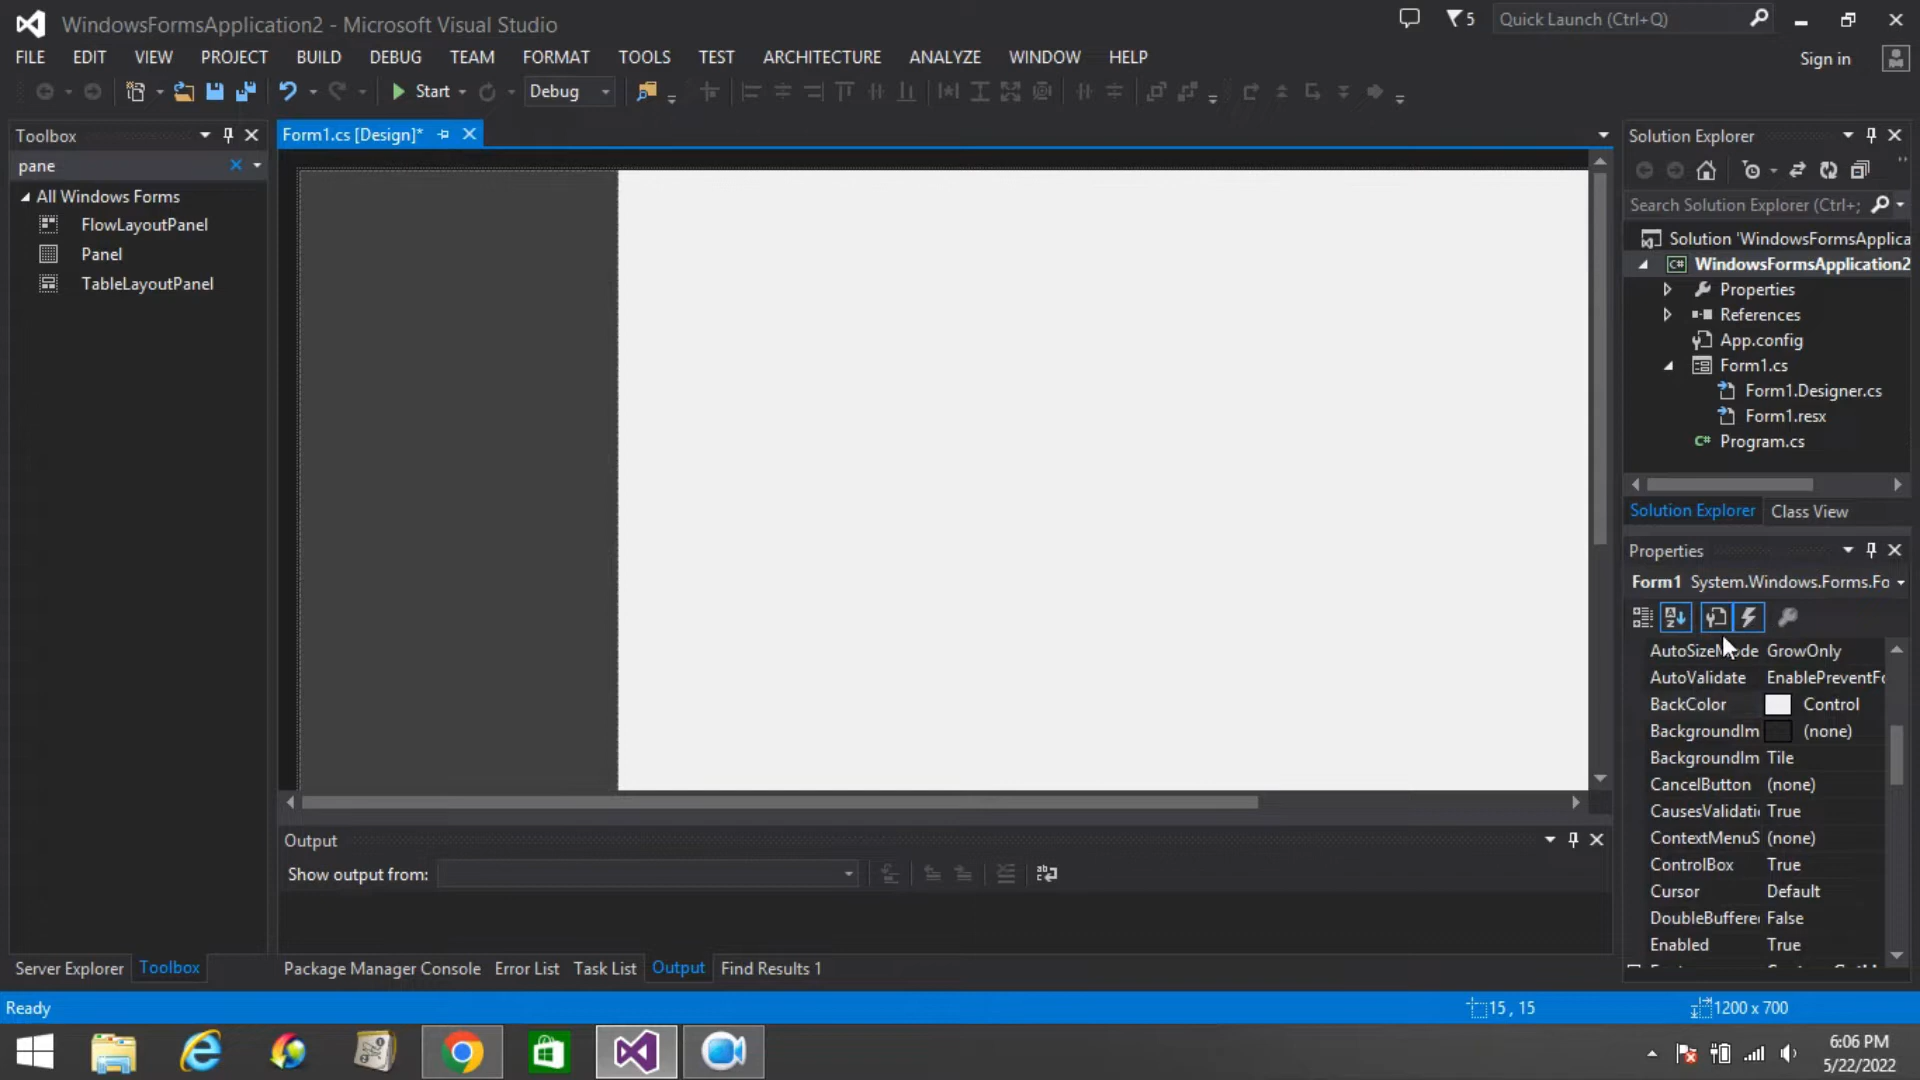 WindowsFormsApplication2 - Microsoft Visual Studio
5
Quick Launch (Ctrl+Q)
FILE EDIT VIEW PROJECT BUILD DEBUG TEAM FORMAT TOOLS TEST ARCHITECTURE ANALYZE WINDOW HELP
Sign in
Start
Debug
Toolbox
pane
All Windows Forms
FlowLayoutPanel
Panel
TableLayoutPanel
Form1.cs [Design]*
Solution Explorer
Search Solution Explorer (Ctrl+;
Solution 'WindowsFormsApplica
WindowsFormsApplication2
Properties
References
App.config
Form1.cs
Form1.Designer.cs
Form1.resx
Program.cs
Solution Explorer Class View
Properties
Form1 System.Windows.Forms.Fo
AutoSizeMode GrowOnly
AutoValidate EnablePreventFo
BackColor Control
BackgroundIm (none)
BackgroundIm Tile
CancelButton (none)
CausesValidati True
ContextMenuS (none)
ControlBox True
Cursor Default
DoubleBuffere False
Enabled True
Output
Show output from:
Server Explorer Toolbox
Package Manager Console Error List Task List Output Find Results 1
Ready
15 , 15
1200 x 700
6:06 PM
5/22/2022